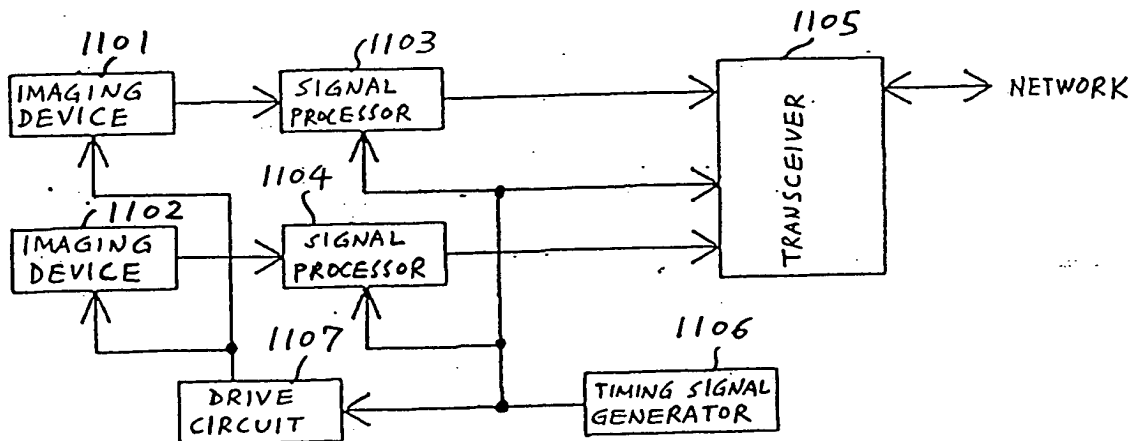 1101
IMAGING
DEVICE
1103
SIGNAL
PROCESSOR
1105
TRANSCEIVER
NETWORK
1102
IMAGING
DEVICE
1104
SIGNAL
PROCESSOR
1107
DRIVE
CIRCUIT
1106
TIMING SIGNAL
GENERATOR